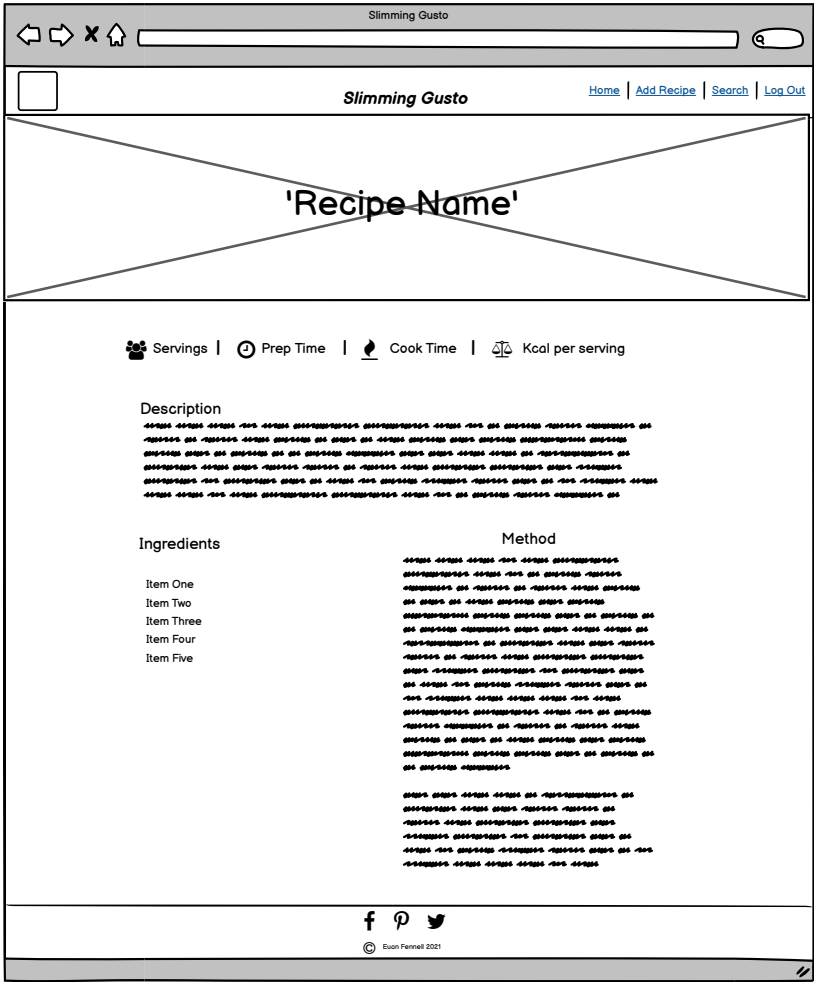 Slimming Gusto
Slimming Gusto
Home | Add Recipe | Search | Log Out
'Recipe Name'
Servings | Prep Time | Cook Time | Kcal per serving
Description
Ingredients
Method
Item One
Item Two
Item Three
Item Four
Item Five
© Euan Fennell 2021